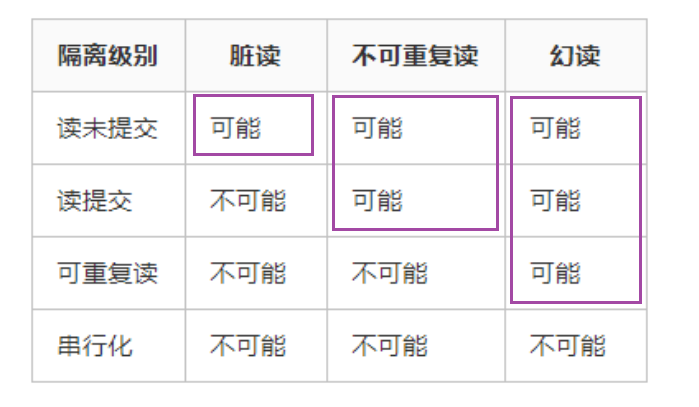 隔离级别 脏读 不可重复读 幻读
读未提交 可能 可能 可能
读提交 不可能 可能 可能
可重复读 不可能 不可能 可能
串行化 不可能 不可能 不可能